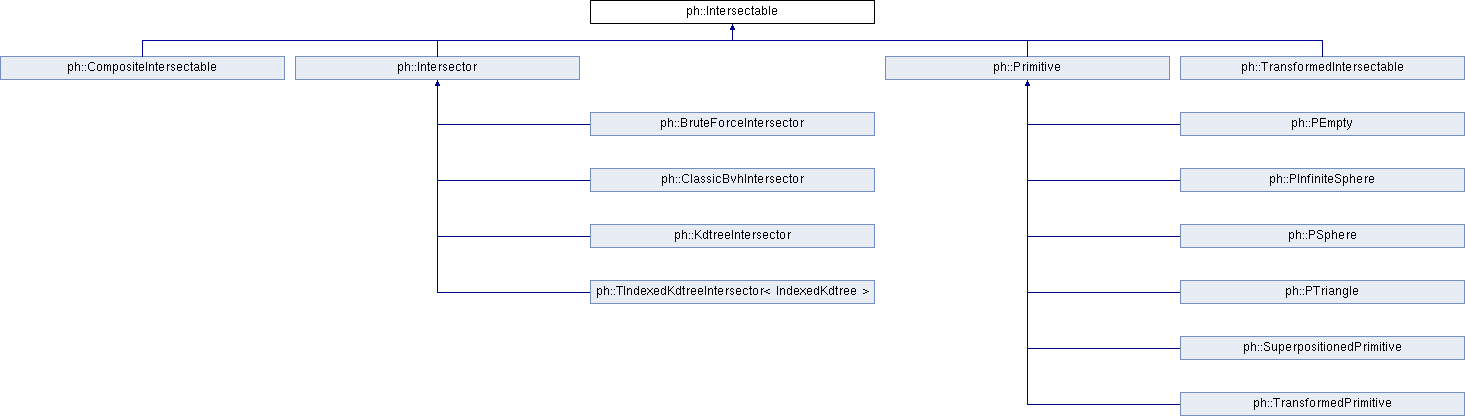 ph::Intersectable
ph::CompositeIntersectable
ph::Intersector
ph::Primitive
ph::TransformedIntersectable
ph::BruteForceIntersector
ph::PEmpty
ph::ClassicBvhIntersector
ph::PInfiniteSphere
ph::KdtreeIntersector
ph::PSphere
ph::TIndexedKdtreeIntersector< IndexedKdtree >
ph::PTriangle
ph::SuperpositionedPrimitive
ph::TransformedPrimitive